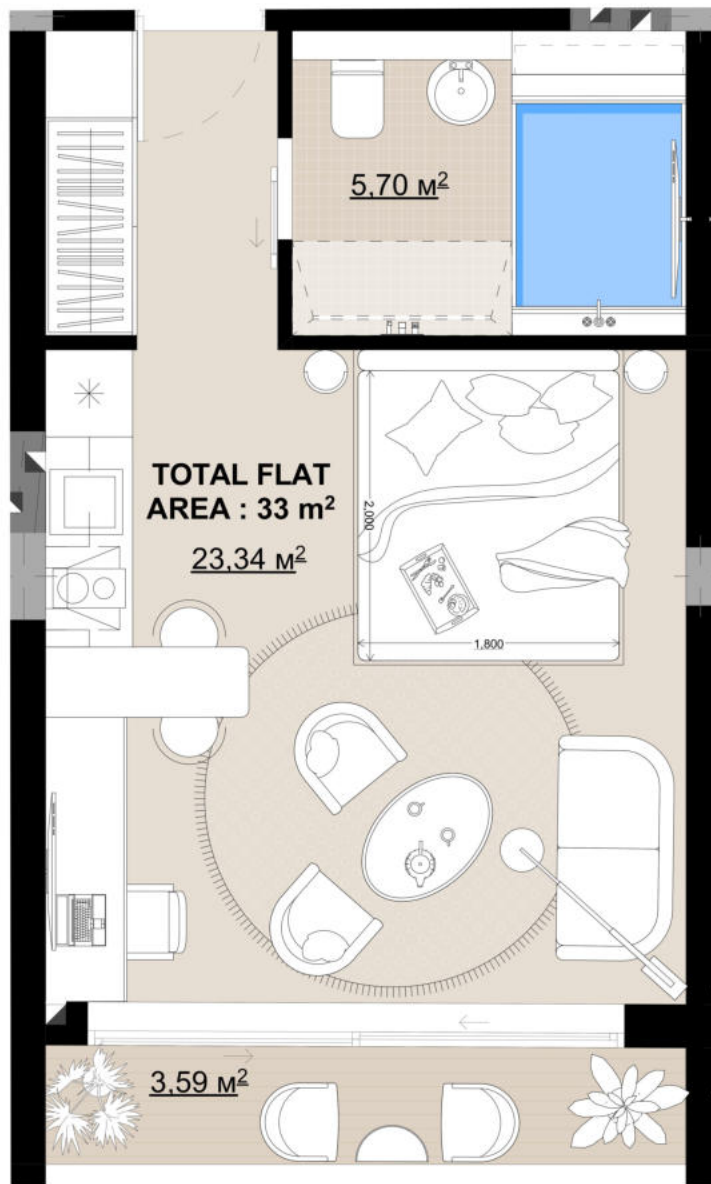 5,70 м²
TOTAL FLAT
AREA : 33 m²
23,34 м²
2,000
1,800
3,59 м²